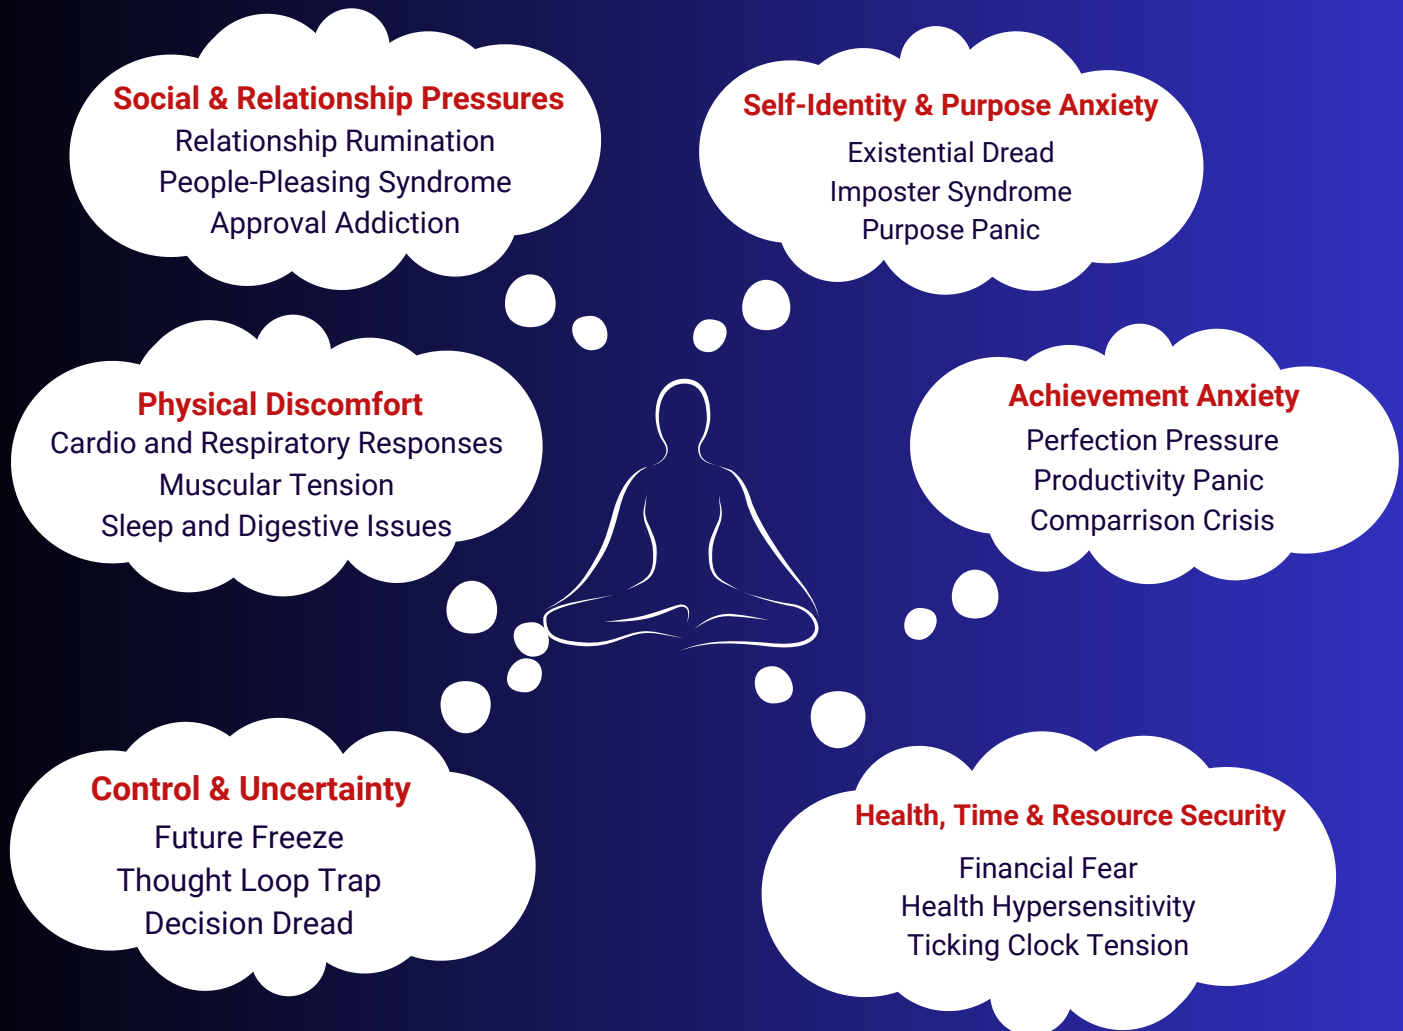 Social & Relationship Pressures
Relationship Rumination
People-Pleasing Syndrome
Approval Addiction
Self-Identity & Purpose Anxiety
Existential Dread
Imposter Syndrome
Purpose Panic
Physical Discomfort
Cardio and Respiratory Responses
Muscular Tension
Sleep and Digestive Issues
Achievement Anxiety
Perfection Pressure
Productivity Panic
Comparrison Crisis
Control & Uncertainty
Future Freeze
Thought Loop Trap
Decision Dread
Health, Time & Resource Security
Financial Fear
Health Hypersensitivity
Ticking Clock Tension